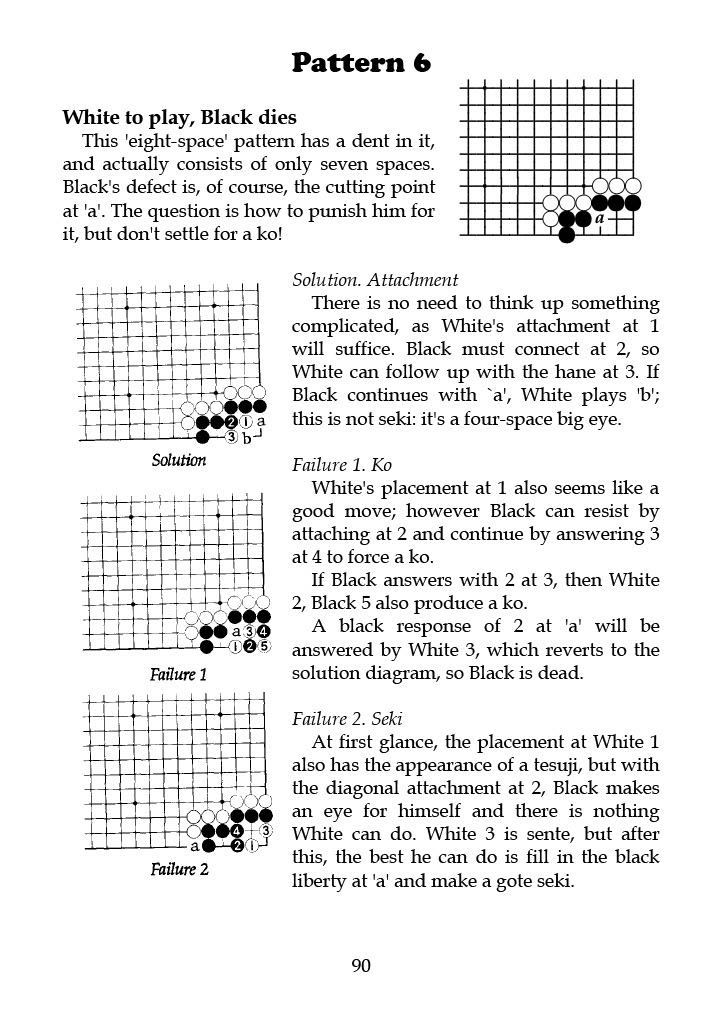 Pattern 6
White to play, Black dies
This 'eight-space' pattern has a dent in it,
and actually consists of only seven spaces.
Black's defect is, of course, the cutting point
at 'a'. The question is how to punish him for
it, but don't settle for a ko!
a
Solution. Attachment
There is no need to think up something
complicated, as White's attachment at 1
will suffice. Black must connect at 2, so
White can follow up with the hane at 3. If
Black continues with `a', White plays 'b';
this is not seki: it's a four-space big eye.
2 1 a
3 b
Solution
Failure 1. Ko
White's placement at 1 also seems like a
good move; however Black can resist by
attaching at 2 and continue by answering 3
at 4 to force a ko.
If Black answers with 2 at 3, then White
2, Black 5 also produce a ko.
A black response of 2 at 'a' will be
answered by White 3, which reverts to the
solution diagram, so Black is dead.
a 3 4
1 2 5
Failure 1
Failure 2. Seki
At first glance, the placement at White 1
also has the appearance of a tesuji, but with
the diagonal attachment at 2, Black makes
an eye for himself and there is nothing
White can do. White 3 is sente, but after
this, the best he can do is fill in the black
liberty at 'a' and make a gote seki.
4 3
a 2 1
Failure 2
90